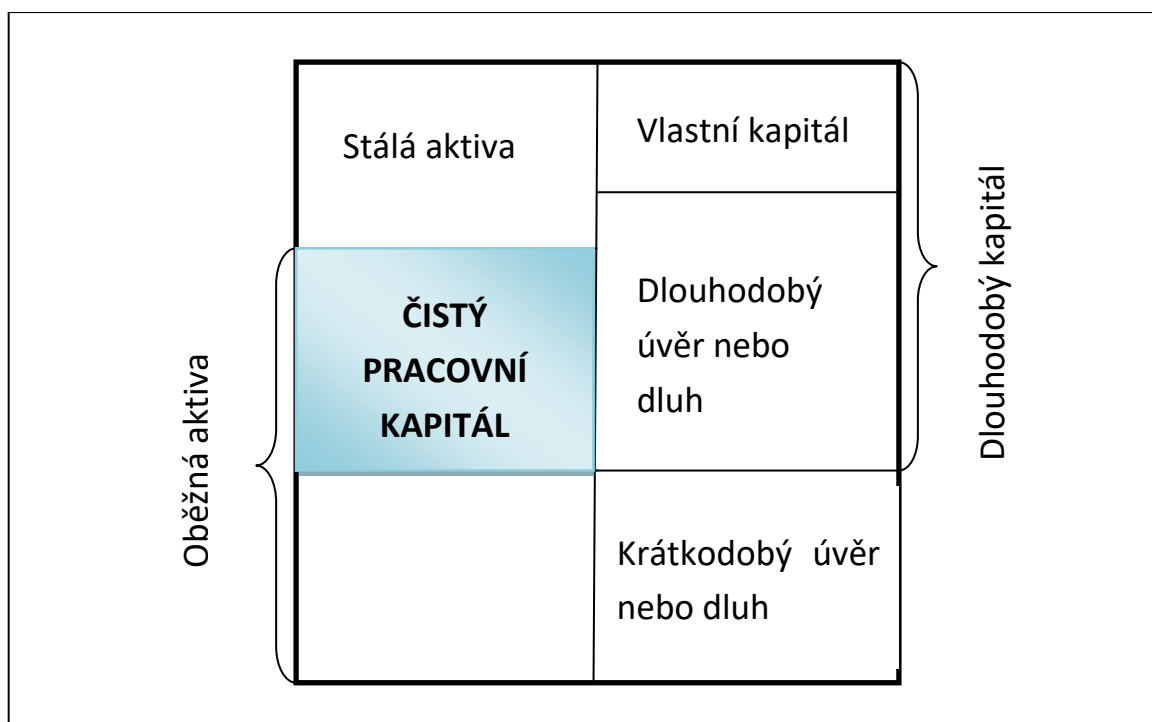 Stálá aktiva
Vlastní kapitál
ČISTÝ
PRACOVNÍ
KAPITÁL
Dlouhodobý
úvěr nebo
dluh
Krátkodobý úvěr
nebo dluh
Oběžná aktiva
Dlouhodobý kapitál